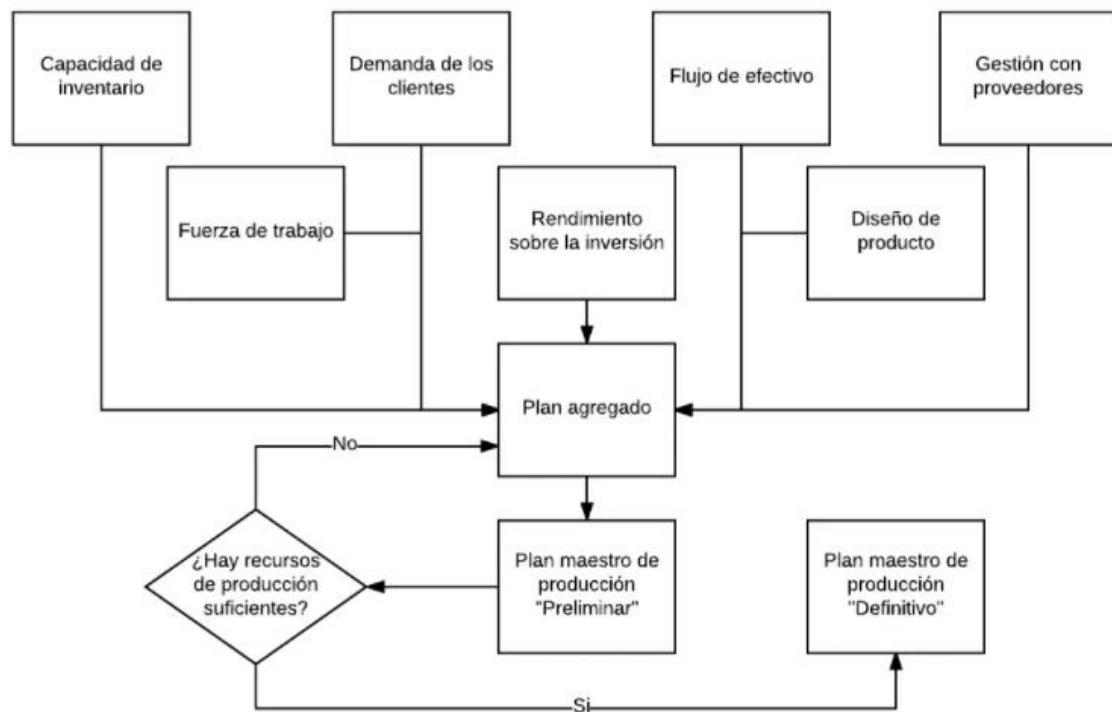 Capacidad de
inventario
Demanda de los
clientes
Flujo de efectivo
Gestión con
proveedores
Fuerza de trabajo
Rendimiento
sobre la inversión
Diseño de
producto
Plan agregado
No
¿Hay recursos
de producción
suficientes?
Plan maestro de
producción
"Preliminar"
Plan maestro de
producción
"Definitivo"
Si